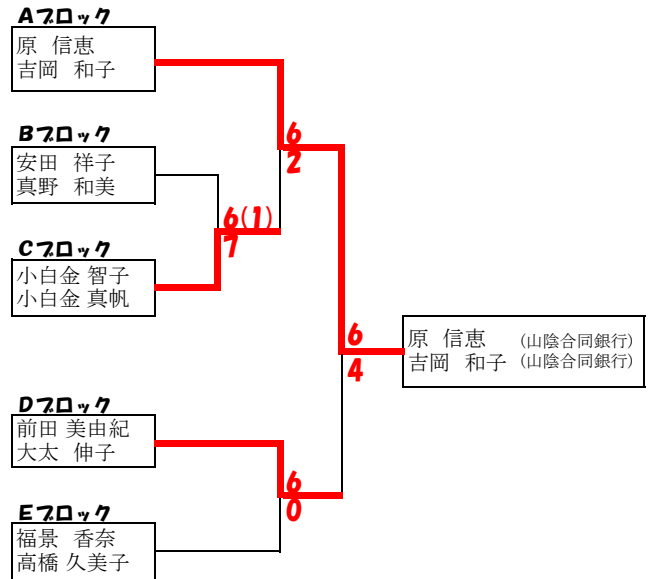 Aブロック
原 信恵
吉岡 和子
6
2
Bブロック
安田 祥子
真野 和美
6(1)
7
Cブロック
小白金 智子
小白金 真帆
6
4
原 信恵 (山陰合同銀行)
吉岡 和子 (山陰合同銀行)
Dブロック
前田 美由紀
大太 伸子
6
0
Eブロック
福景 香奈
高橋 久美子